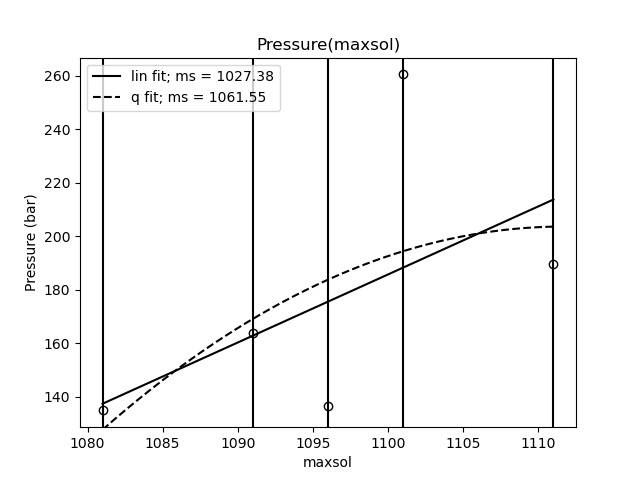 Pressure(maxsol)
lin fit; ms = 1027.38
q fit; ms = 1061.55
260
240
220
200
180
160
140
Pressure (bar)
1080 1085 1090 1095 1100 1105 1110
maxsol